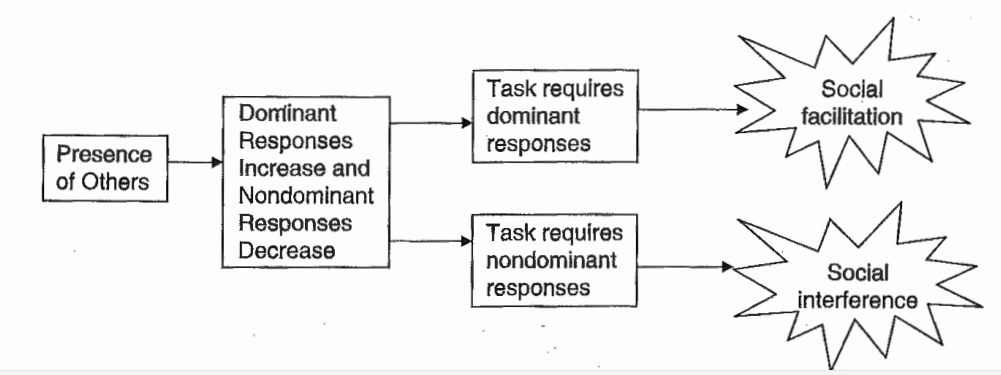 Presence
of Others
Dominant
Responses
Increase and
Nondominant
Responses
Decrease
Task requires
dominant
responses
Task requires
nondominant
responses
Social
facilitation
Social
interference